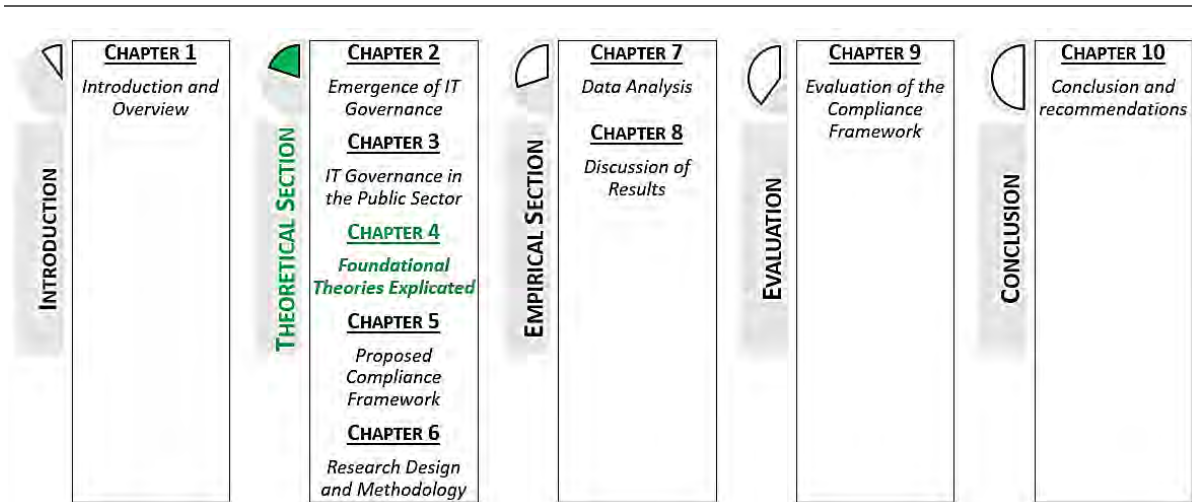 INTRODUCTION
CHAPTER 1
Introduction and
Overview
THEORETICAL SECTION
CHAPTER 2
Emergence of IT
Governance
CHAPTER 3
IT Governance in
the Public Sector
CHAPTER 4
Foundational
Theories Explicated
CHAPTER 5
Proposed
Compliance
Framework
CHAPTER 6
Research Design
and Methodology
EMPIRICAL SECTION
CHAPTER 7
Data Analysis
CHAPTER 8
Discussion of
Results
EVALUATION
CHAPTER 9
Evaluation of the
Compliance
Framework
CONCLUSION
CHAPTER 10
Conclusion and
recommendations